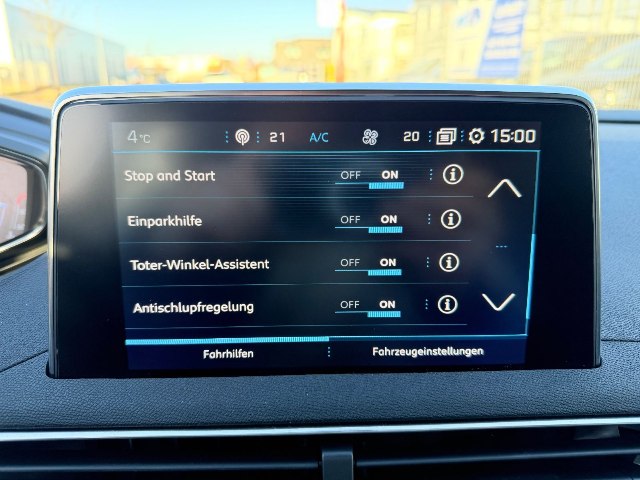 4°C 21 A/C 20 15:00
Stop and Start OFF ON
Einparkhilfe OFF ON
Toter-Winkel-Assistent OFF ON
Antischlupfregelung OFF ON
Fahrhilfen Fahrzeugeinstellungen